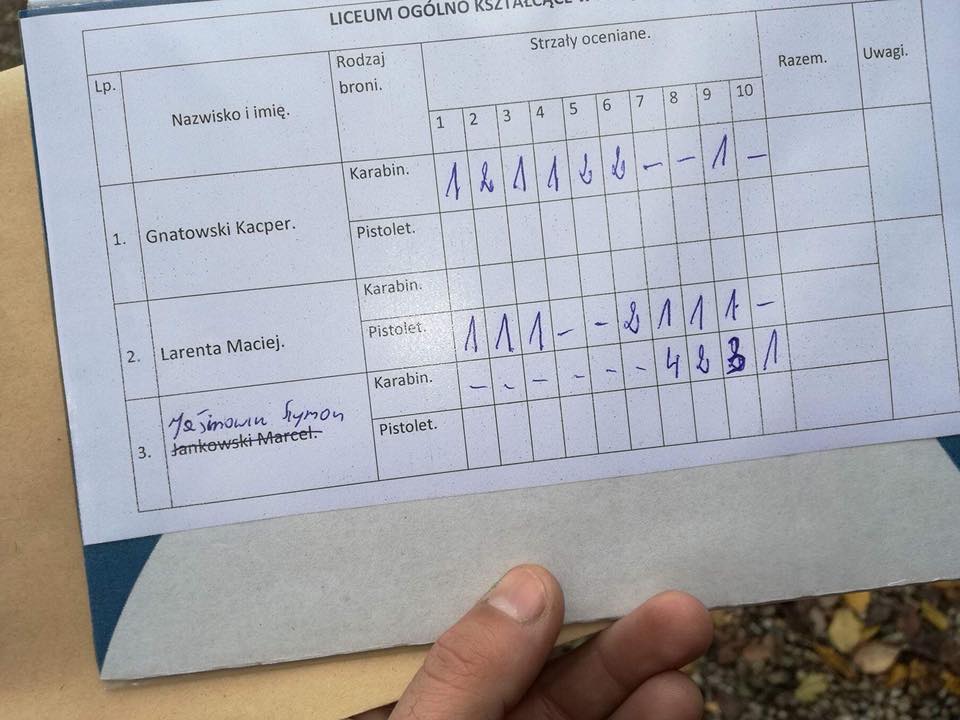 LICEUM OGÓLNO KSZTAŁCĄCE
Lp.
Nazwisko i imię.
Rodzaj
broni.
Strzały oceniane.
Razem.
Uwagi.
1 2 3 4 5 6 7 8 9 10
1.
Gnatowski Kacper.
Karabin. 1 2 1 1 2 2 - - 1 -
Pistolet.
2.
Larenta Maciej.
Karabin.
Pistolet. 1 1 1 - - 2 1 1 1 -
3.
Szymon
Jankowski Marcel.
Karabin. - - - - - - 4 2 3 1
Pistolet.